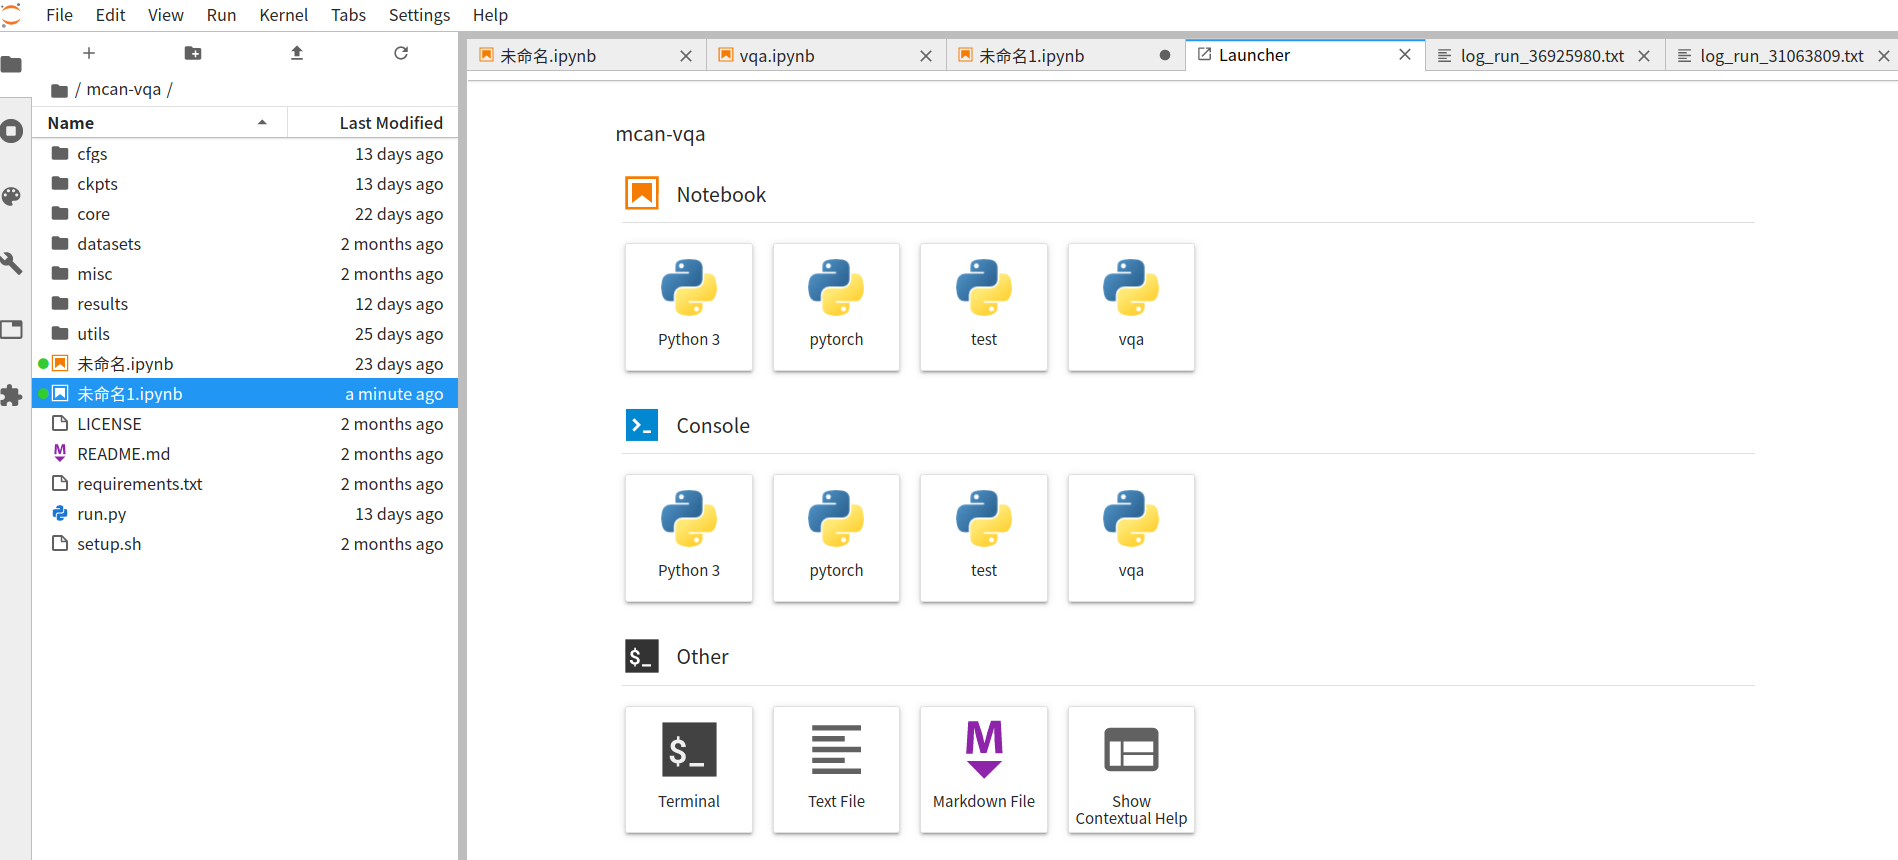 File Edit View Run Kernel Tabs Settings Help
未命名.ipynb vqa.ipynb 未命名1.ipynb Launcher log_run_36925980.txt log_run_31063809.txt
/ mcan-vqa /
Name Last Modified
cfgs 13 days ago
ckpts 13 days ago
core 22 days ago
datasets 2 months ago
misc 2 months ago
results 12 days ago
utils 25 days ago
未命名.ipynb 23 days ago
未命名1.ipynb a minute ago
LICENSE 2 months ago
README.md 2 months ago
requirements.txt 2 months ago
run.py 13 days ago
setup.sh 2 months ago
mcan-vqa
Notebook
Python 3 pytorch test vqa
Console
Python 3 pytorch test vqa
$_ Other
$_ M
Terminal Text File Markdown File Show
Contextual Help